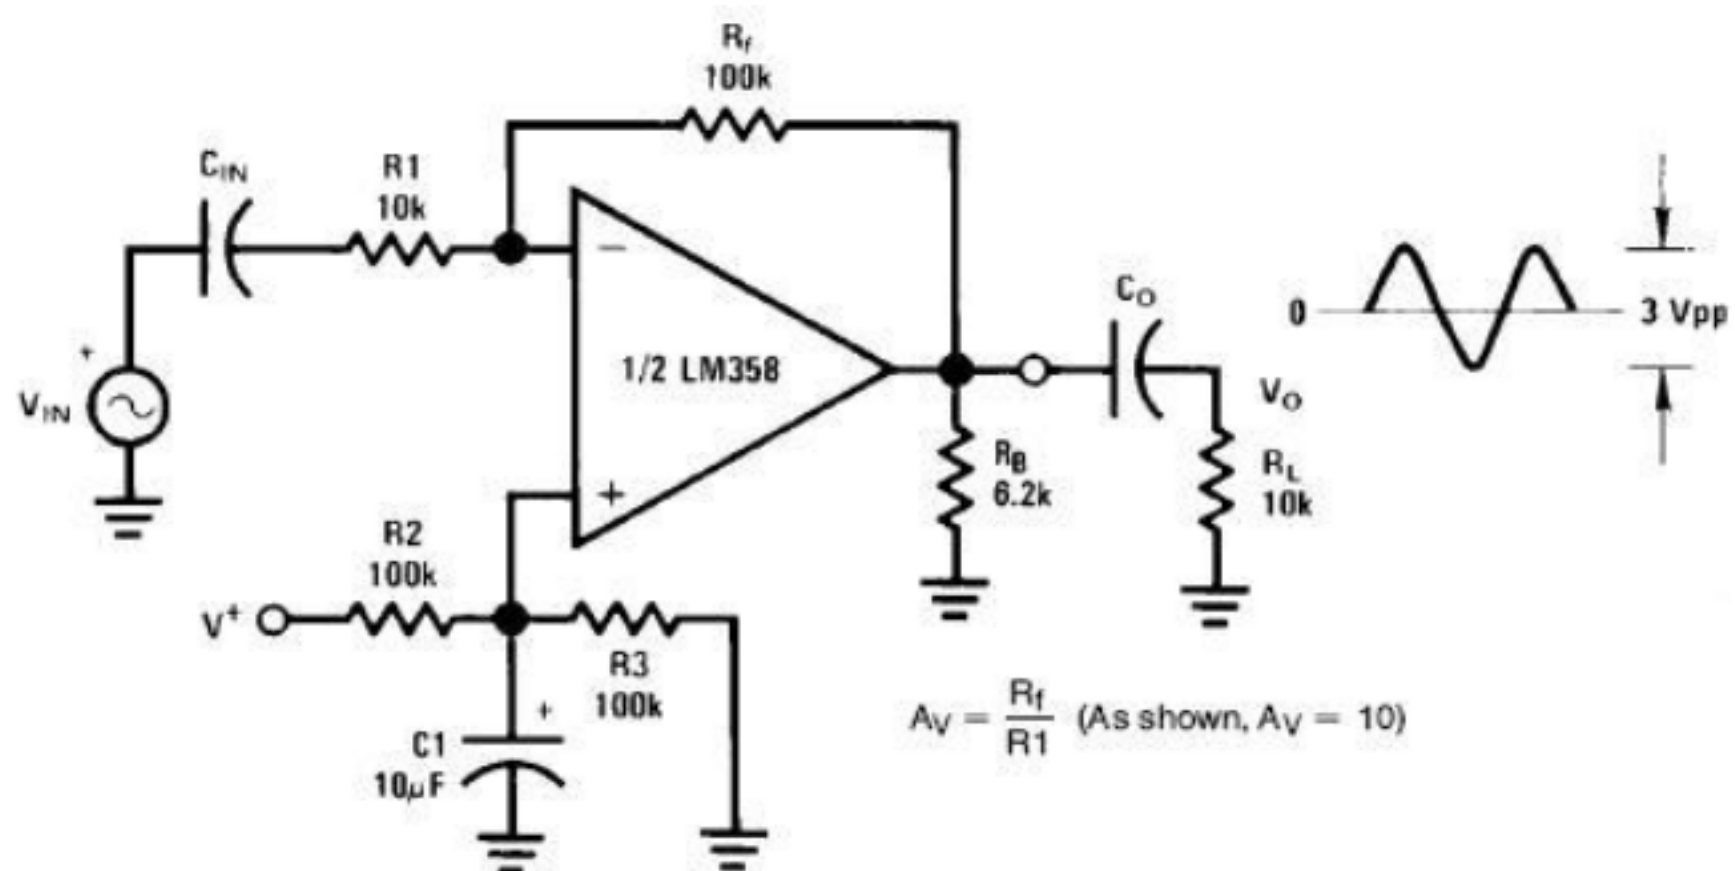 Rf
100k
CIN
R1
10k
−
CO
0
3 Vpp
1/2 LM358
+
VIN
VO
RB
6.2k
RL
10k
+
R2
100k
V+
R3
100k
+
C1
10μF
AV = Rf/R1 (As shown, AV = 10)